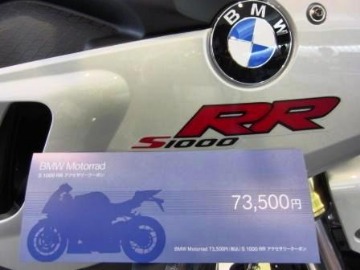 BMW
S1000RR
BMW Motorrad
S 1000 RR アクセサリークーポン
73,500円
BMW Motorrad 73,500円(税込) S 1000 RR アクセサリークーポン